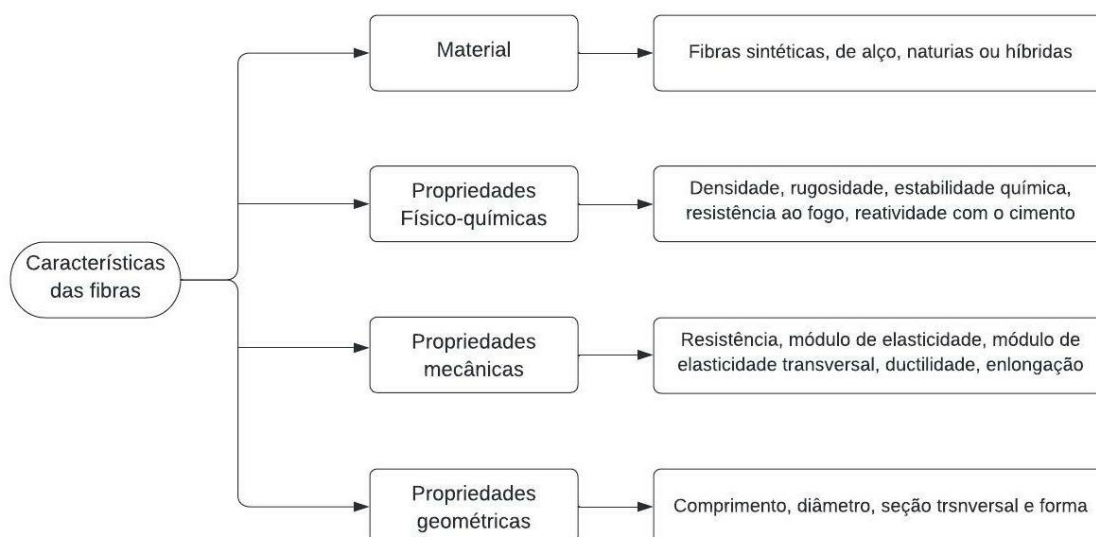 Características
das fibras
Material
Fibras sintéticas, de alço, naturias ou híbridas
Propriedades
Físico-químicas
Densidade, rugosidade, estabilidade química,
resistência ao fogo, reatividade com o cimento
Propriedades
mecânicas
Resistência, módulo de elasticidade, módulo de
elasticidade transversal, ductilidade, enlongação
Propriedades
geométricas
Comprimento, diâmetro, seção trsnversal e forma